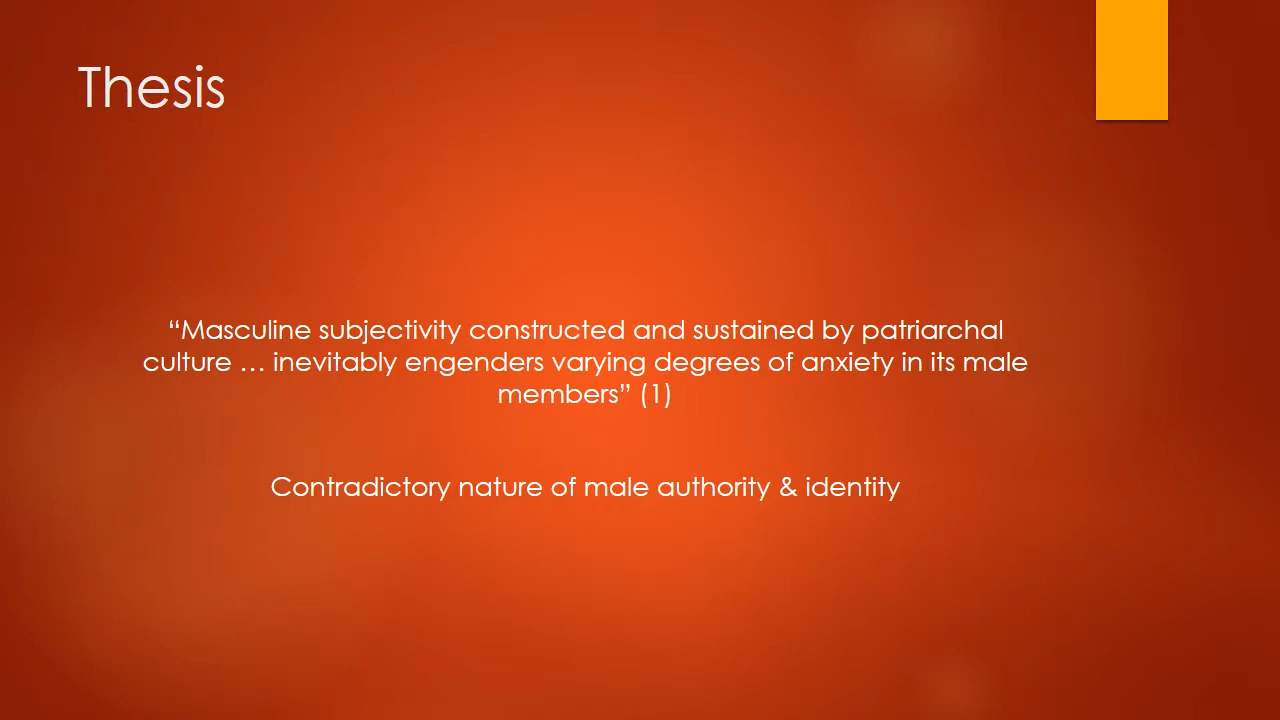 Thesis
“Masculine subjectivity constructed and sustained by patriarchal
culture … inevitably engenders varying degrees of anxiety in its male
members” (1)
Contradictory nature of male authority & identity